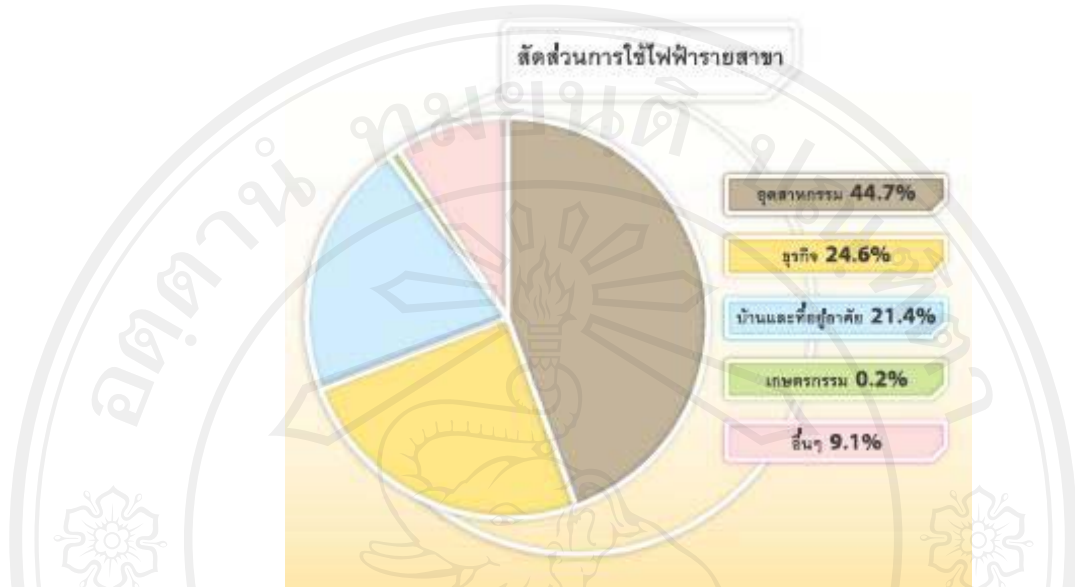 สัดส่วนการใช้ไฟฟ้ารายสาขา
อุตสาหกรรม 44.7%
ธุรกิจ 24.6%
บ้านและที่อยู่อาศัย 21.4%
เกษตรกรรม 0.2%
อื่นๆ 9.1%